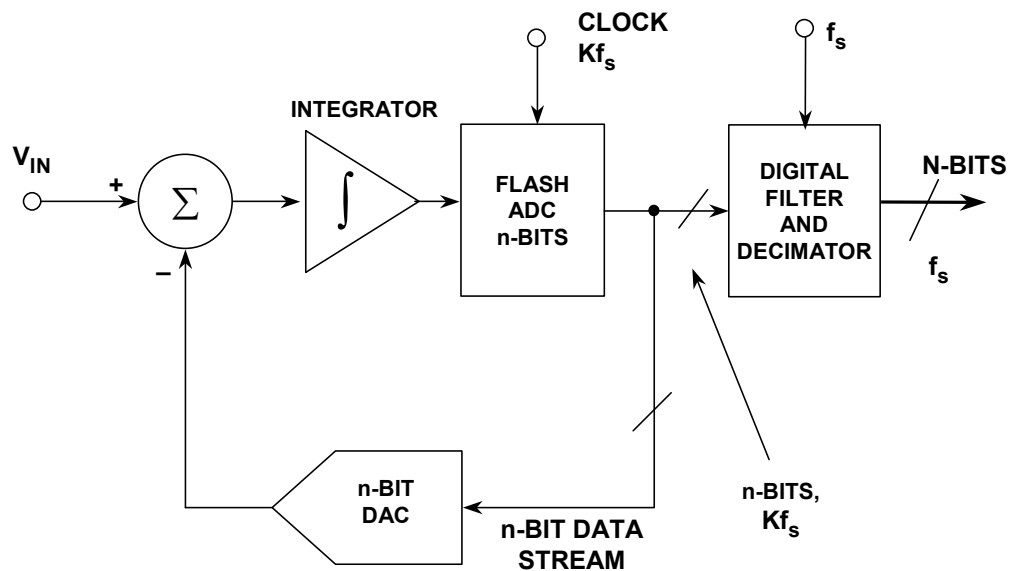 CLOCK
Kfₛ
fₛ
INTEGRATOR
V_IN
+
Σ
–
∫
FLASH
ADC
n-BITS
DIGITAL
FILTER
AND
DECIMATOR
N-BITS
fₛ
n-BIT
DAC
n-BIT DATA
STREAM
n-BITS,
Kfₛ